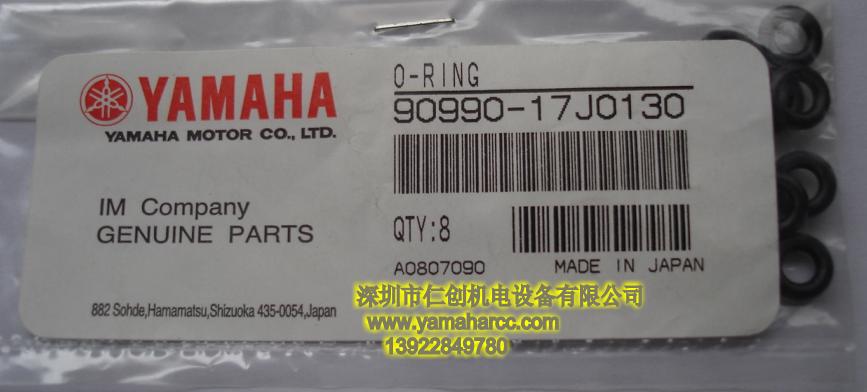 YAMAHA
YAMAHA MOTOR CO., LTD.
IM Company
GENUINE PARTS
882 Sohde,Hamamatsu,Shizuoka 435-0054,Japan
O-RING
90990-17J0130
QTY:8
A0807090 MADE IN JAPAN
深圳市仁创机电设备有限公司
www.yamaharcc.com
13922849780